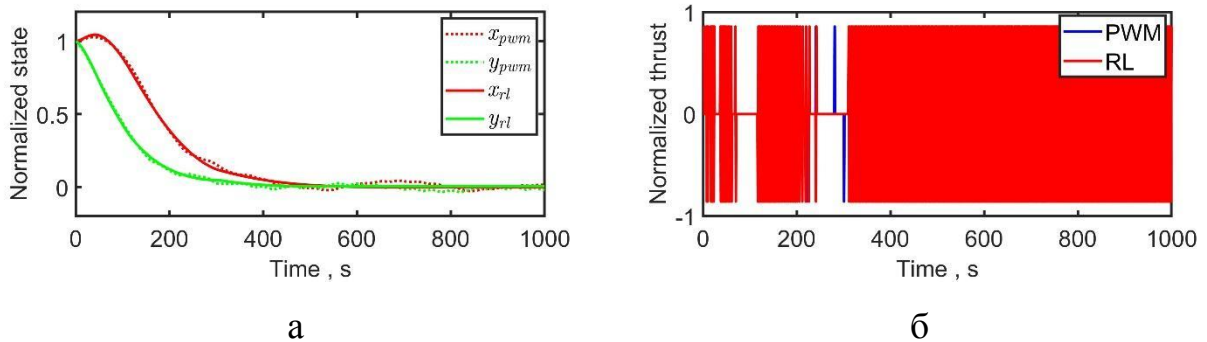 Normalized state
1
0.5
0
0 200 400 600 800 1000
Time , s
x_pwm
y_pwm
x_rl
y_rl
а
Normalized thrust
1
0
-1
0 200 400 600 800 1000
Time , s
PWM
RL
б